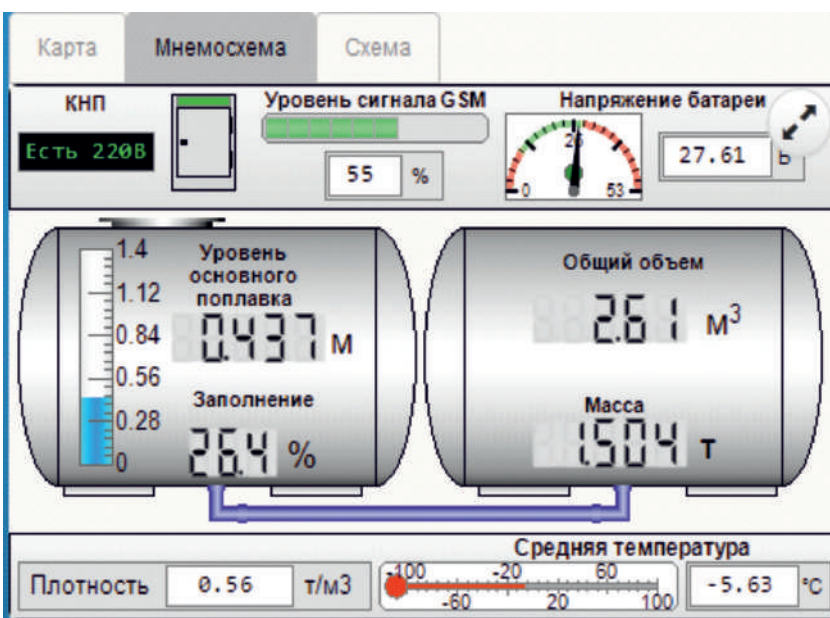 Карта Мнемосхема Схема
КНП Уровень сигнала GSM Напряжение батареи
Есть 220В
55 % 26 0 53 27.61 В
1.4
1.12
0.84
0.56
0.28
0
Уровень
основного
поплавка
0.437 м
Заполнение
26.4 %
Общий объем
2.61 м³
Масса
1.504 т
Средняя температура
Плотность 0.56 т/м3 -100 -60 -20 20 60 100 -5.63 °C